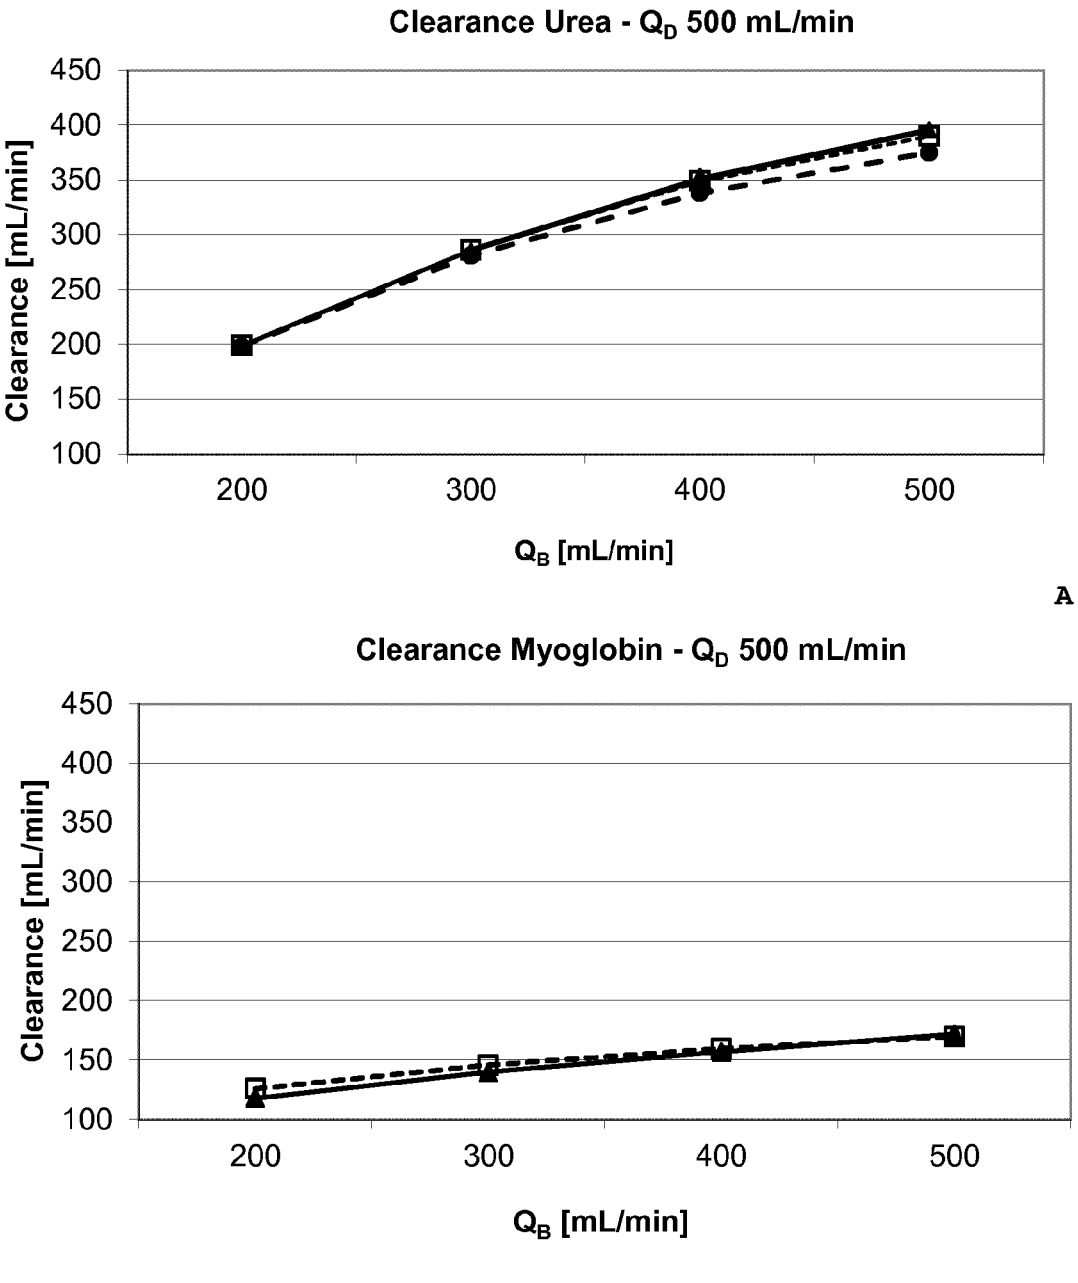 Clearance Urea - QD 500 mL/min
Clearance [mL/min]
450
400
350
300
250
200
150
100
200 300 400 500
QB [mL/min]
A
Clearance Myoglobin - QD 500 mL/min
Clearance [mL/min]
450
400
350
300
250
200
150
100
200 300 400 500
QB [mL/min]